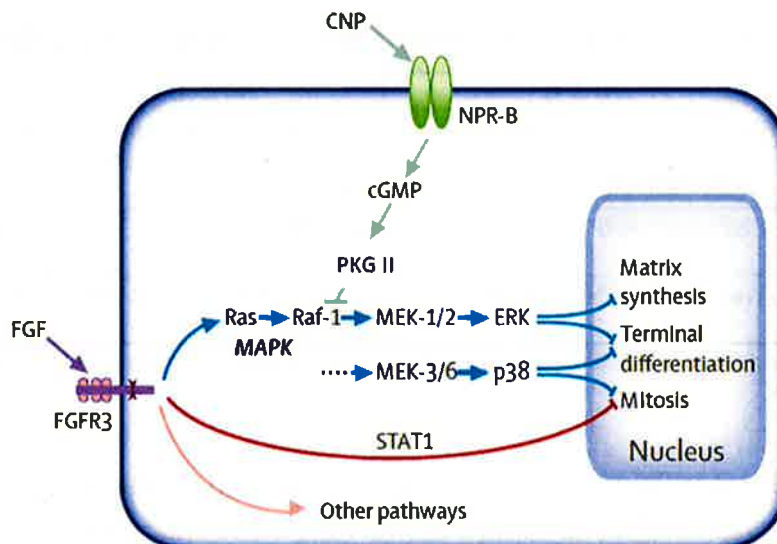 CNP
NPR-B
cGMP
PKG II
Matrix
synthesis
Ras Raf-1 MEK-1/2 ERK
FGF
MAPK
Terminal
differentiation
MEK-3/6 p38
Mitosis
FGFR3
STAT1
Nucleus
Other pathways